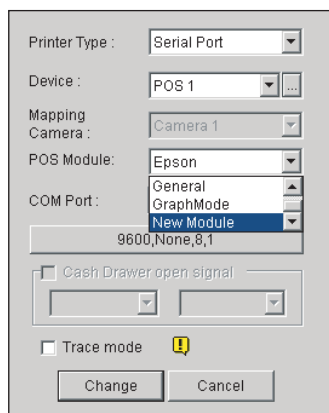 Printer Type : Serial Port
Device : POS 1 ...
Mapping
Camera : Camera 1
POS Module: Epson
General
COM Port : GraphMode
New Module
9600,None,8,1
Cash Drawer open signal
Trace mode !
Change Cancel